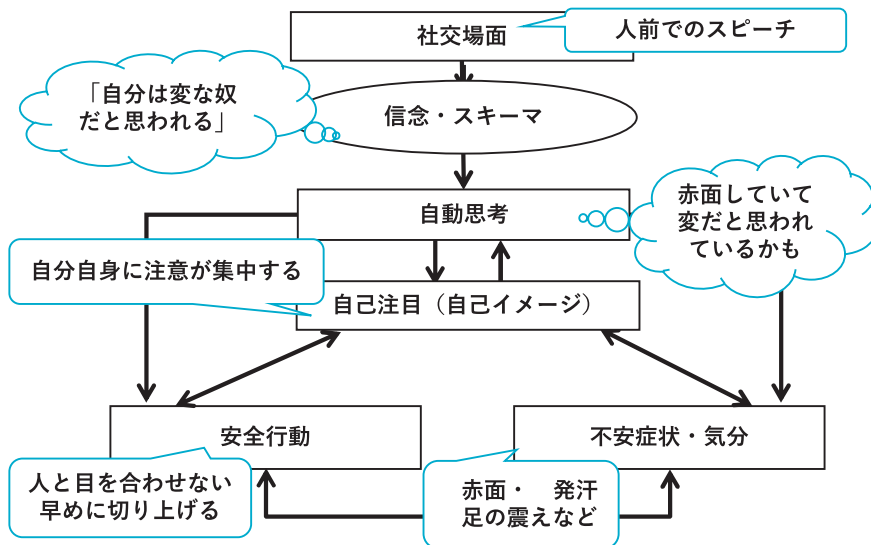 社交場面
人前でのスピーチ
「自分は変な奴
だと思われる」
信念・スキーマ
自動思考
赤面していて
変だと思われ
ているかも
自分自身に注意が集中する
自己注目（自己イメージ）
安全行動
不安症状・気分
人と目を合わせない
早めに切り上げる
赤面・　発汗
足の震えなど